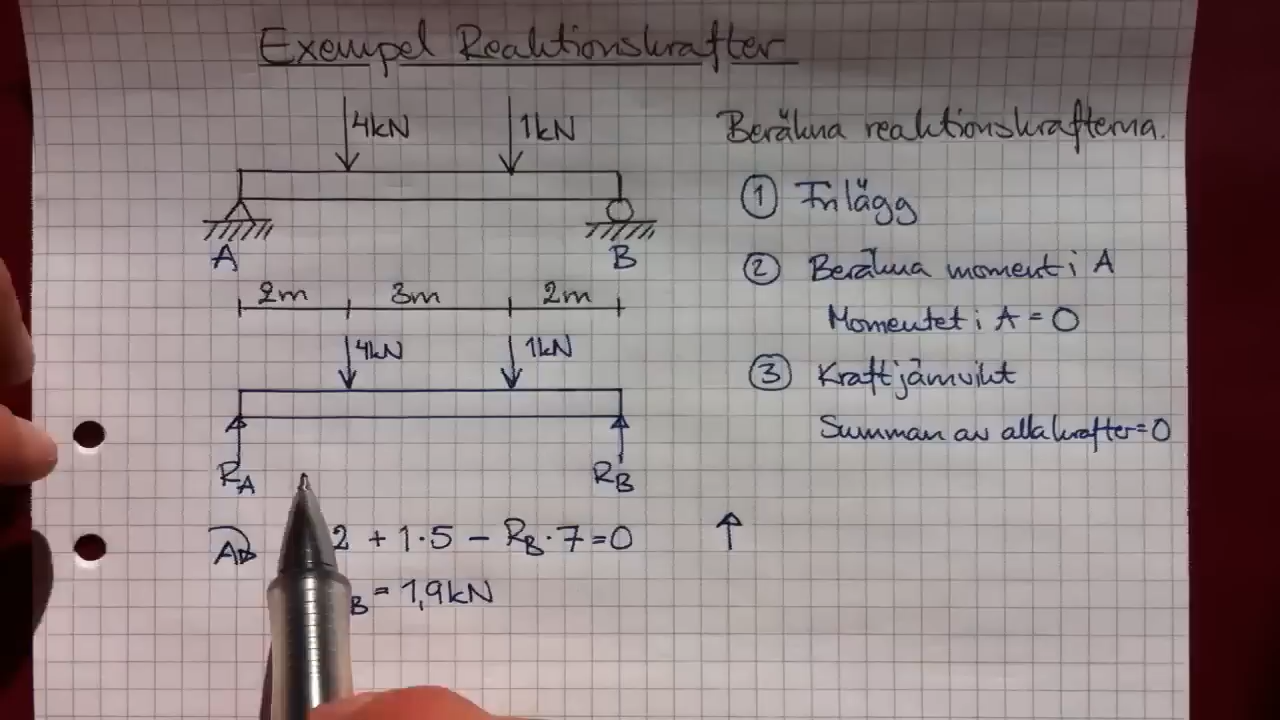 Exempel Reaktionskrafter
4kN 1kN
A B
2m 3m 2m
4kN 1kN
RA RB
A 2 + 1·5 - RB·7=0
B = 1,9kN
Beräkna reaktionskrafterna.
① Frilägg
② Beräkna moment i A
Momentet i A = 0
③ Kraftjämvikt
Summan av alla krafter=0
↑